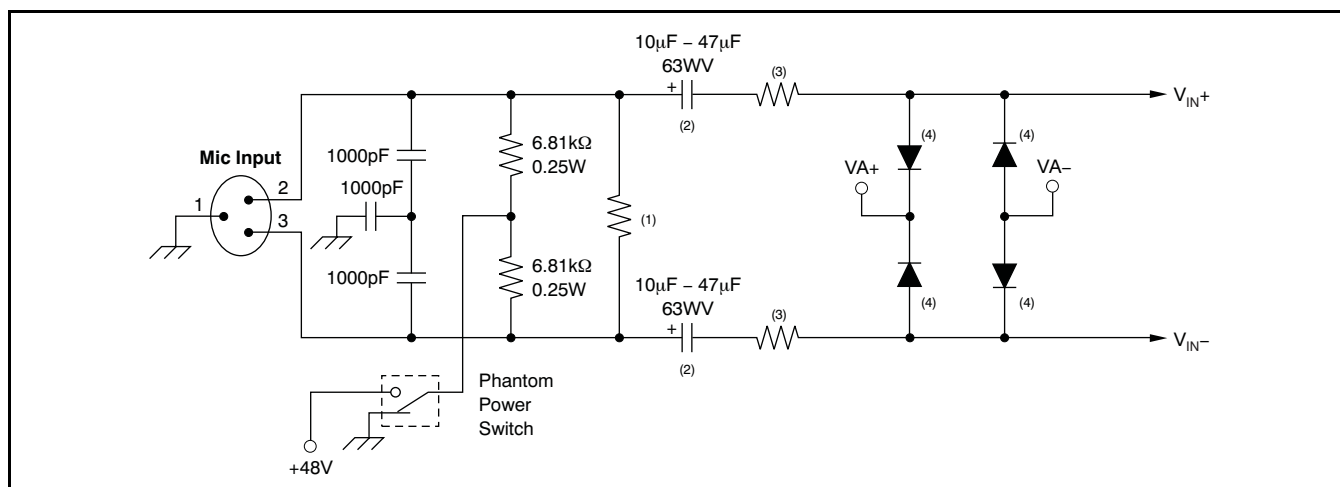 10μF – 47μF
63WV
+
(2)
(3)
V_IN+
1000pF
6.81kΩ
0.25W
(4)
(4)
Mic Input
1
2
3
1000pF
(1)
VA+
VA–
1000pF
6.81kΩ
0.25W
10μF – 47μF
63WV
+
(2)
(3)
(4)
(4)
V_IN–
Phantom
Power
Switch
+48V